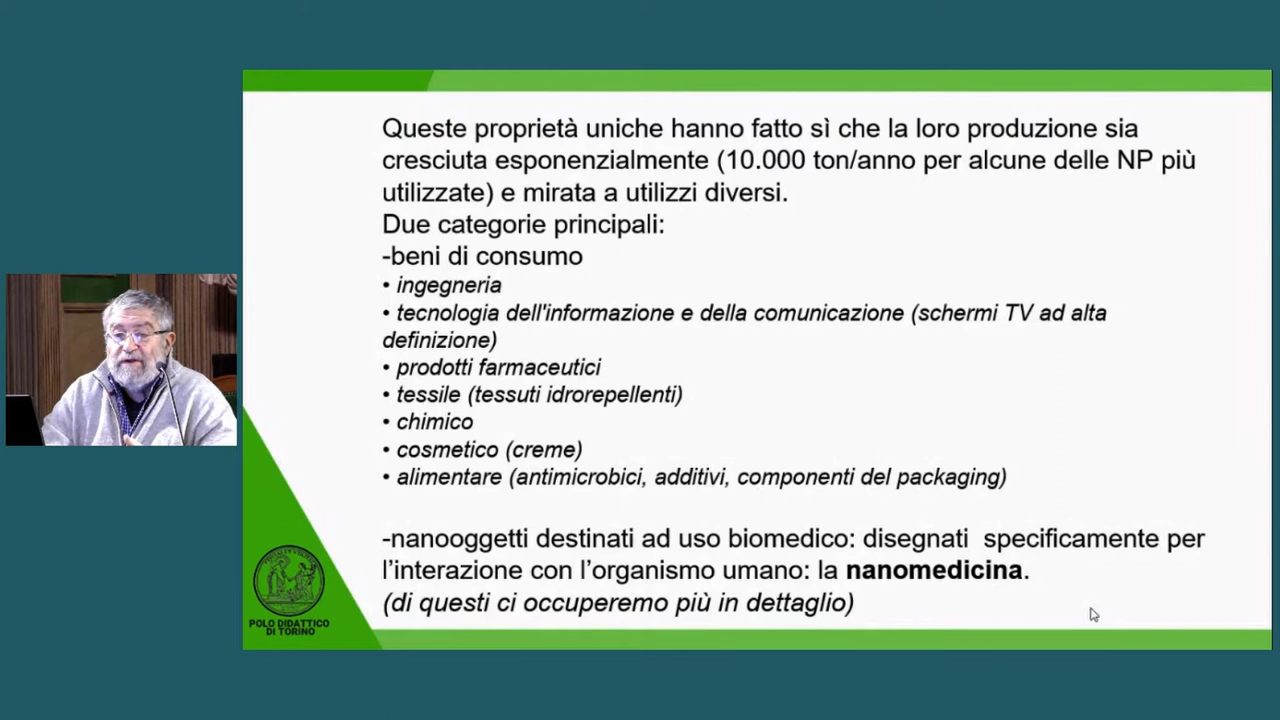 Queste proprietà uniche hanno fatto sì che la loro produzione sia
cresciuta esponenzialmente (10.000 ton/anno per alcune delle NP più
utilizzate) e mirata a utilizzi diversi.
Due categorie principali:
-beni di consumo
• ingegneria
• tecnologia dell'informazione e della comunicazione (schermi TV ad alta
definizione)
• prodotti farmaceutici
• tessile (tessuti idrorepellenti)
• chimico
• cosmetico (creme)
• alimentare (antimicrobici, additivi, componenti del packaging)
-nanooggetti destinati ad uso biomedico: disegnati specificamente per
l’interazione con l’organismo umano: la nanomedicina.
(di questi ci occuperemo più in dettaglio)
POLO DIDATTICO
DI TORINO